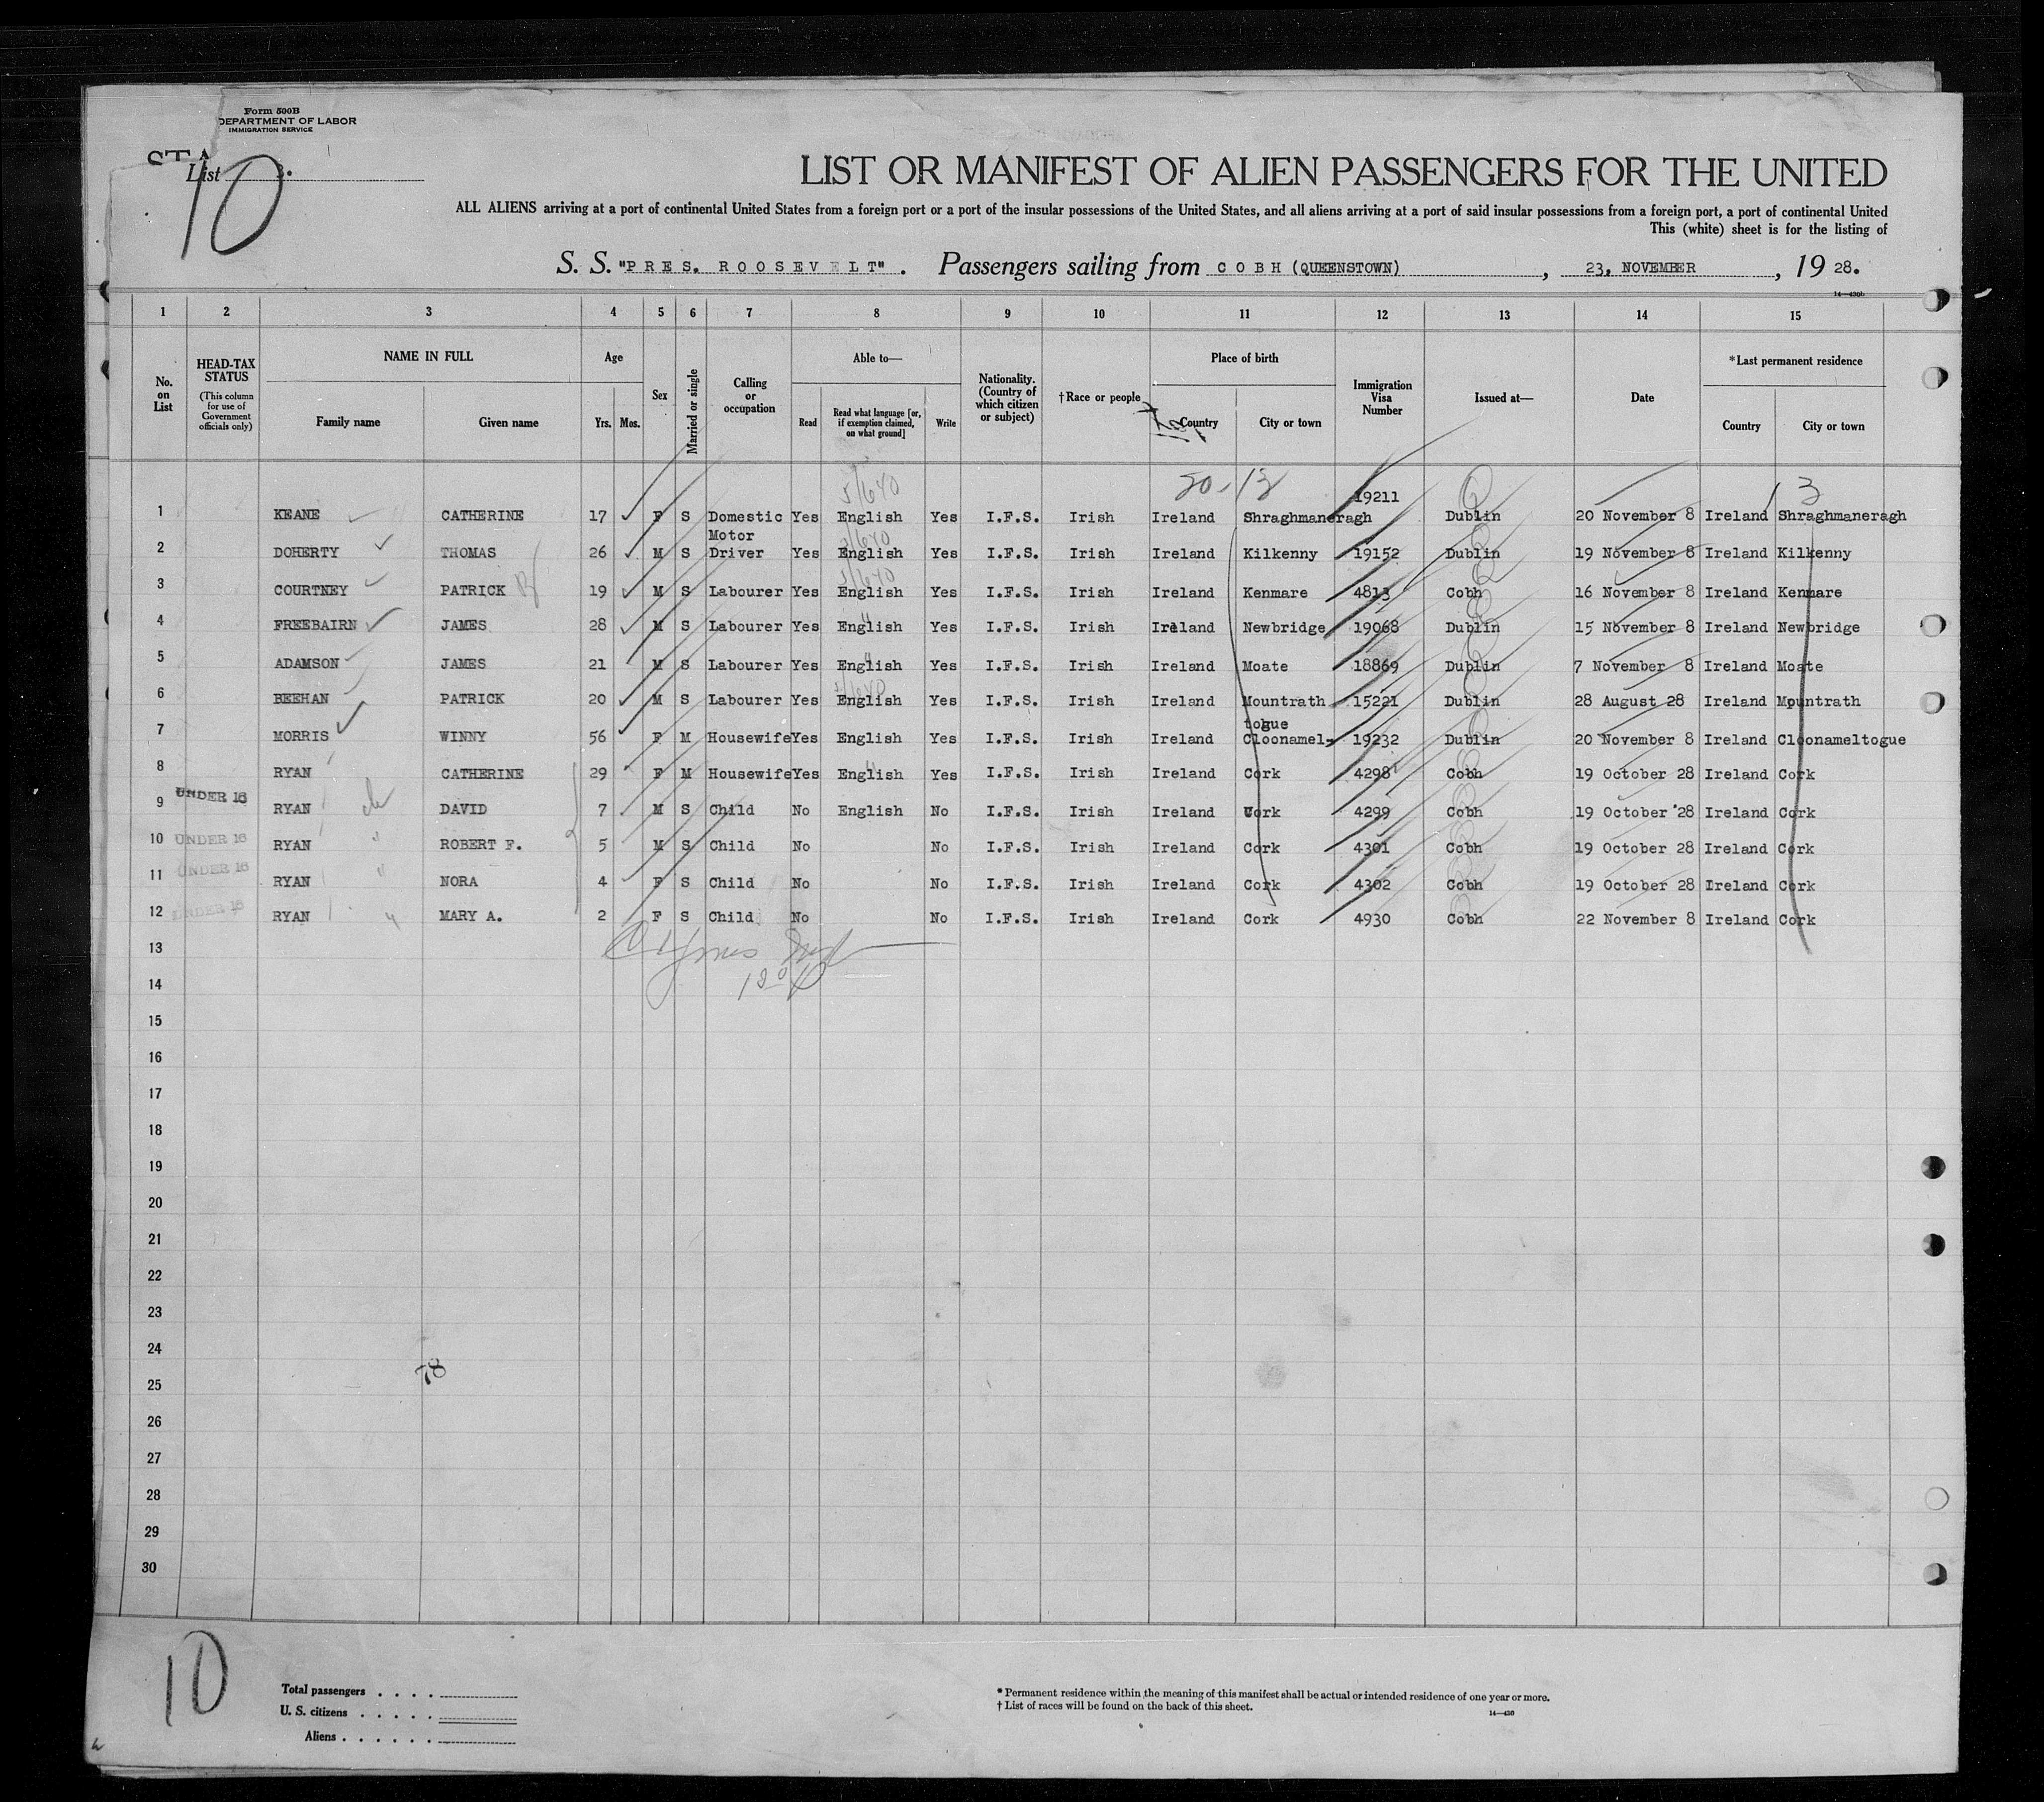 Form 500B
DEPARTMENT OF LABOR
IMMIGRATION SERVICE
STA
List 3.
10
LIST OR MANIFEST OF ALIEN PASSENGERS FOR THE UNITED
ALL ALIENS arriving at a port of continental United States from a foreign port or a port of the insular possessions of the United States, and all aliens arriving at a port of said insular possessions from a foreign port, a port of continental United
This (white) sheet is for the listing of
S. S. "PRES. ROOSEVELT". Passengers sailing from COBH (QUEENSTOWN), 23, NOVEMBER, 19 28.
14—430b
1 2 3 4 5 6 7 8 9 10 11 12 13 14 15
No. on List
HEAD-TAX STATUS
(This column for use of Government officials only)
NAME IN FULL
Family name Given name
Age
Yrs. Mos.
Sex
Married or single
Calling or occupation
Able to—
Read
Read what language [or, if exemption claimed, on what ground]
Write
Nationality. (Country of which citizen or subject)
†Race or people
Place of birth
Country City or town
Immigration Visa Number
Issued at—
Date
*Last permanent residence
Country City or town
5/640 20-13 3
1 KEANE CATHERINE 17 F S Domestic Yes English Yes I.F.S. Irish Ireland Shraghmaneragh 19211 Dublin 20 November 8 Ireland Shraghmaneragh
2 DOHERTY THOMAS 26 M S Motor Driver Yes English Yes I.F.S. Irish Ireland Kilkenny 19152 Dublin 19 November 8 Ireland Kilkenny
3 COURTNEY PATRICK 19 M S Labourer Yes English Yes I.F.S. Irish Ireland Kenmare 4813 Cobh 16 November 8 Ireland Kenmare
4 FREEBAIRN JAMES 28 M S Labourer Yes English Yes I.F.S. Irish Ireland Newbridge 19068 Dublin 15 November 8 Ireland Newbridge
5 ADAMSON JAMES 21 M S Labourer Yes English Yes I.F.S. Irish Ireland Moate 18869 Dublin 7 November 8 Ireland Moate
6 BEEHAN PATRICK 20 M S Labourer Yes English Yes I.F.S. Irish Ireland Mountrath 15221 Dublin 28 August 28 Ireland Mountrath
togue
7 MORRIS WINNY 56 F M Housewife Yes English Yes I.F.S. Irish Ireland Cloonamel- 19232 Dublin 20 November 8 Ireland Cloonameltogue
8 RYAN CATHERINE 29 F M Housewife Yes English Yes I.F.S. Irish Ireland Cork 4298 Cobh 19 October 28 Ireland Cork
9 UNDER 16 RYAN DAVID 7 M S Child No English No I.F.S. Irish Ireland Cork 4299 Cobh 19 October 28 Ireland Cork
10 UNDER 16 RYAN ROBERT F. 5 M S Child No No I.F.S. Irish Ireland Cork 4301 Cobh 19 October 28 Ireland Cork
11 UNDER 16 RYAN NORA 4 F S Child No No I.F.S. Irish Ireland Cork 4302 Cobh 19 October 28 Ireland Cork
12 UNDER 16 RYAN MARY A. 2 F S Child No No I.F.S. Irish Ireland Cork 4930 Cobh 22 November 8 Ireland Cork
13
14
15
16
17
18
19
20
21
22
23
24
78
25
26
27
28
29
30
10
Total passengers . . . .
U. S. citizens . . . . .
Aliens . . . . . .
* Permanent residence within the meaning of this manifest shall be actual or intended residence of one year or more.
† List of races will be found on the back of this sheet.
14—430